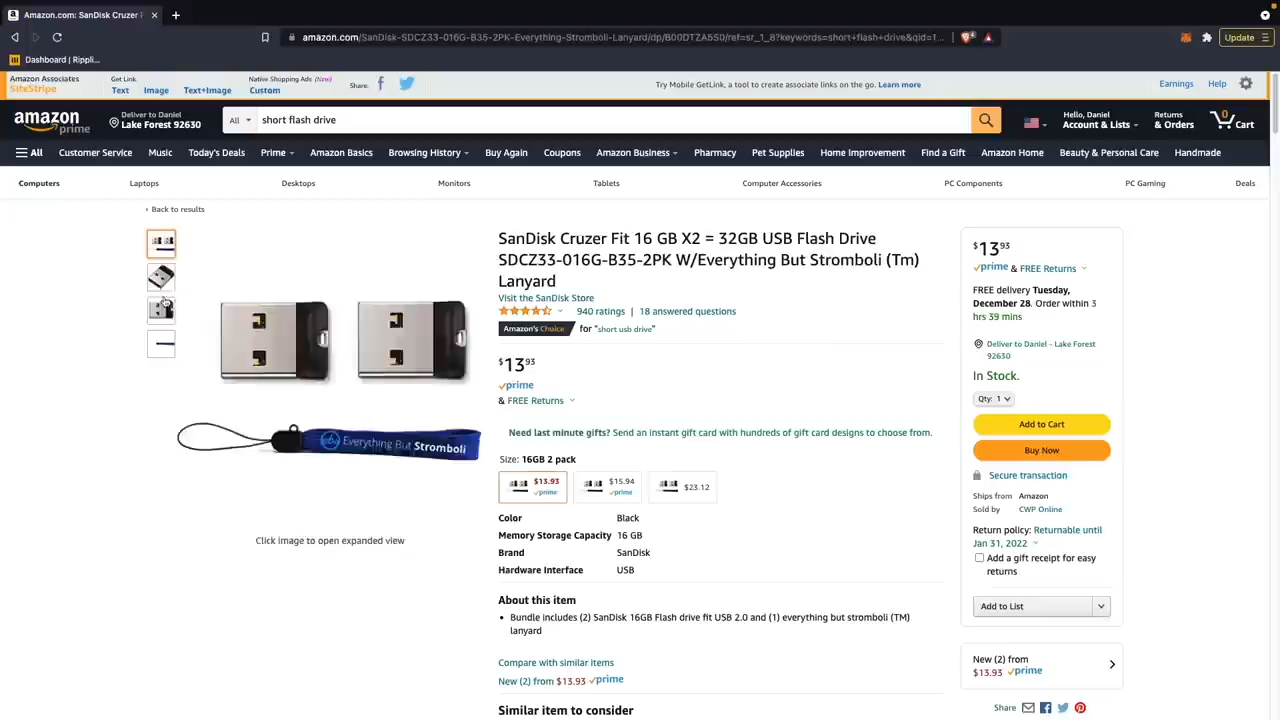 Amazon.com: SanDisk Cruzer F
amazon.com/SanDisk-SDCZ33-016G-B35-2PK-Everything-Stromboli-Lanyard/dp/B00DTZA5S0/ref=sr_1_8?keywords=short+flash+drive&qid=1...
Update
Dashboard | Rippli...
Amazon Associates
SiteStripe
Get Link:
Text
Image
Text+Image
Native Shopping Ads (New)
Custom
Share:
Try Mobile GetLink, a tool to create associate links on the go. Learn more
Earnings
Help
amazon
prime
Deliver to Daniel
Lake Forest 92630
All
short flash drive
Hello, Daniel
Account & Lists
Returns
& Orders
0
Cart
All
Customer Service
Music
Today's Deals
Prime
Amazon Basics
Browsing History
Buy Again
Coupons
Amazon Business
Pharmacy
Pet Supplies
Home Improvement
Find a Gift
Amazon Home
Beauty & Personal Care
Handmade
Computers
Laptops
Desktops
Monitors
Tablets
Computer Accessories
PC Components
PC Gaming
Deals
‹ Back to results
Everything But Stromboli
Click image to open expanded view
SanDisk Cruzer Fit 16 GB X2 = 32GB USB Flash Drive
SDCZ33-016G-B35-2PK W/Everything But Stromboli (Tm)
Lanyard
Visit the SanDisk Store
940 ratings | 18 answered questions
Amazon's Choice for "short usb drive"
$13 93
prime
& FREE Returns
Need last minute gifts? Send an instant gift card with hundreds of gift card designs to choose from.
Size: 16GB 2 pack
$13.93
prime
$15.94
prime
$23.12
Color Black
Memory Storage Capacity 16 GB
Brand SanDisk
Hardware Interface USB
About this item
• Bundle includes (2) SanDisk 16GB Flash drive fit USB 2.0 and (1) everything but stromboli (TM)
lanyard
Compare with similar items
New (2) from $13.93 prime
Similar item to consider
$13 93
prime & FREE Returns
FREE delivery Tuesday,
December 28. Order within 3
hrs 39 mins
Deliver to Daniel - Lake Forest
92630
In Stock.
Qty: 1
Add to Cart
Buy Now
Secure transaction
Ships from Amazon
Sold by CWP Online
Return policy: Returnable until
Jan 31, 2022
Add a gift receipt for easy
returns
Add to List
New (2) from
$13.93 prime
Share